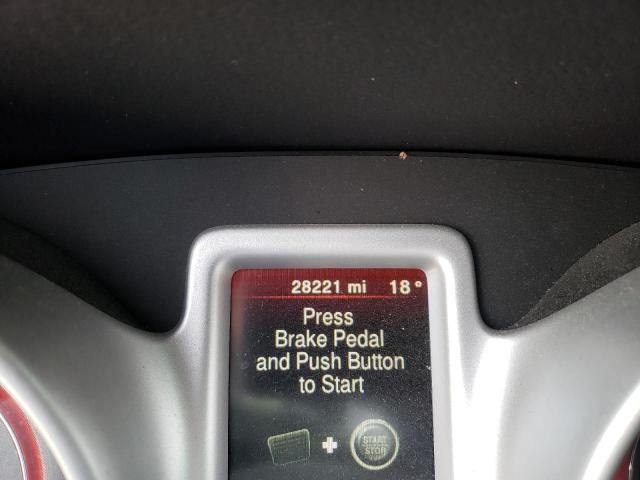 28221 mi 18°
Press
Brake Pedal
and Push Button
to Start
START
STOP